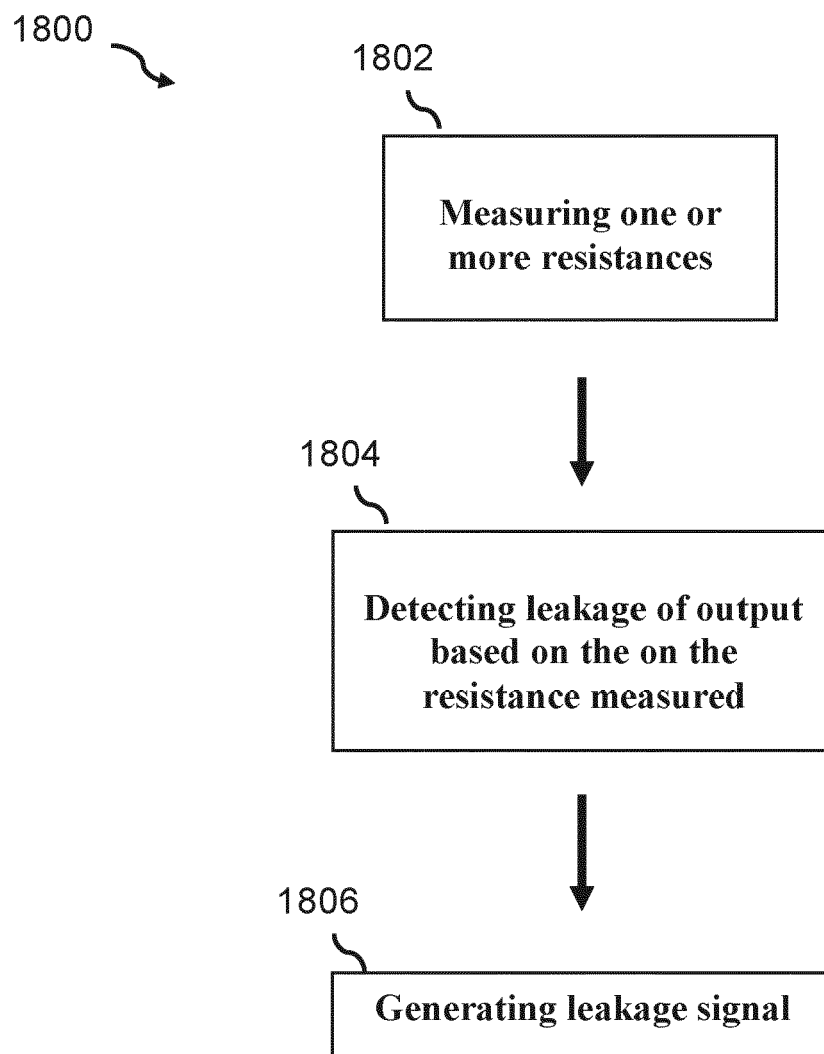 1800
1802
Measuring one or
more resistances
1804
Detecting leakage of output
based on the on the
resistance measured
1806
Generating leakage signal